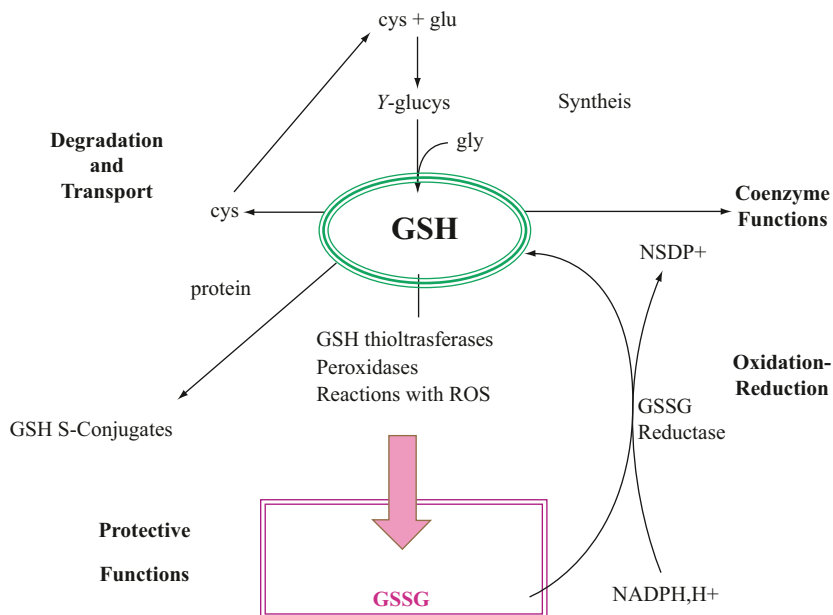 cys + glu
Y-glucys
Syntheis
gly
Degradation
and
Transport
cys
GSH
Coenzyme
Functions
NSDP+
protein
GSH thioltrasferases
Peroxidases
Reactions with ROS
Oxidation-
Reduction
GSSG
Reductase
GSH S-Conjugates
Protective
Functions
GSSG
NADPH,H+